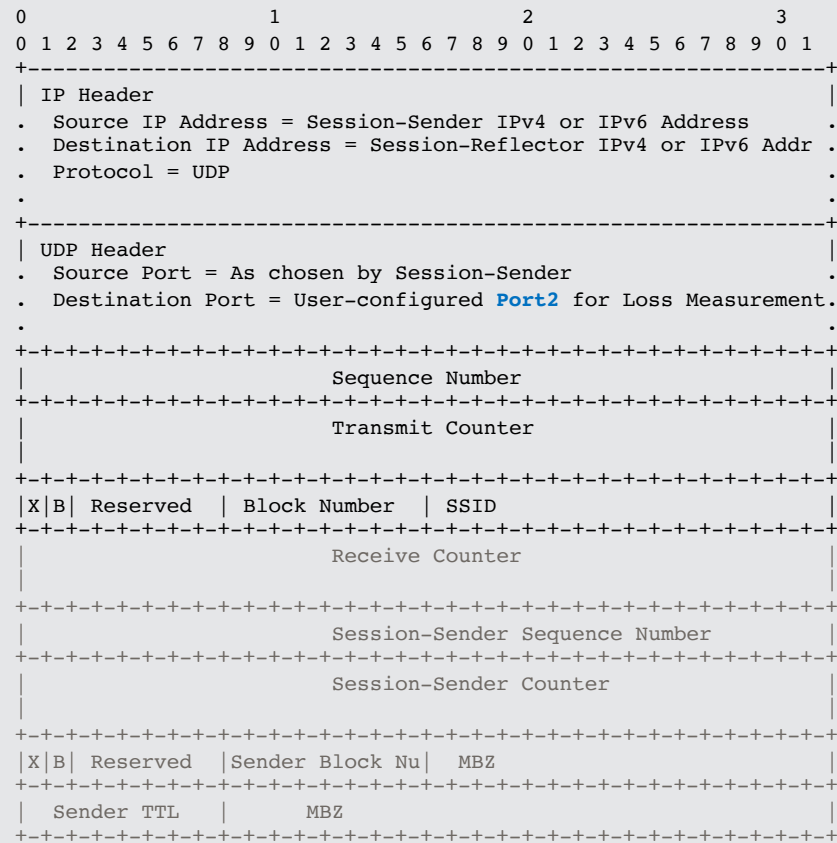 0                   1                   2                   3
0 1 2 3 4 5 6 7 8 9 0 1 2 3 4 5 6 7 8 9 0 1 2 3 4 5 6 7 8 9 0 1
+---------------------------------------------------------------+
| IP Header                                                     |
.  Source IP Address = Session-Sender IPv4 or IPv6 Address      .
.  Destination IP Address = Session-Reflector IPv4 or IPv6 Addr .
.  Protocol = UDP                                               .
.                                                               .
+---------------------------------------------------------------+
| UDP Header                                                    |
.  Source Port = As chosen by Session-Sender                    .
.  Destination Port = User-configured Port2 for Loss Measurement.
.                                                               .
+-+-+-+-+-+-+-+-+-+-+-+-+-+-+-+-+-+-+-+-+-+-+-+-+-+-+-+-+-+-+-+-+
|                        Sequence Number                        |
+-+-+-+-+-+-+-+-+-+-+-+-+-+-+-+-+-+-+-+-+-+-+-+-+-+-+-+-+-+-+-+-+
|                        Transmit Counter                       |
|                                                               |
+-+-+-+-+-+-+-+-+-+-+-+-+-+-+-+-+-+-+-+-+-+-+-+-+-+-+-+-+-+-+-+-+
|X|B| Reserved  | Block Number  | SSID                          |
+-+-+-+-+-+-+-+-+-+-+-+-+-+-+-+-+-+-+-+-+-+-+-+-+-+-+-+-+-+-+-+-+
|                        Receive Counter                        |
|                                                               |
+-+-+-+-+-+-+-+-+-+-+-+-+-+-+-+-+-+-+-+-+-+-+-+-+-+-+-+-+-+-+-+-+
|                        Session-Sender Sequence Number         |
+-+-+-+-+-+-+-+-+-+-+-+-+-+-+-+-+-+-+-+-+-+-+-+-+-+-+-+-+-+-+-+-+
|                        Session-Sender Counter                 |
|                                                               |
+-+-+-+-+-+-+-+-+-+-+-+-+-+-+-+-+-+-+-+-+-+-+-+-+-+-+-+-+-+-+-+-+
|X|B| Reserved  |Sender Block Nu|  MBZ                          |
+-+-+-+-+-+-+-+-+-+-+-+-+-+-+-+-+-+-+-+-+-+-+-+-+-+-+-+-+-+-+-+-+
|  Sender TTL   |      MBZ                                      |
+-+-+-+-+-+-+-+-+-+-+-+-+-+-+-+-+-+-+-+-+-+-+-+-+-+-+-+-+-+-+-+-+